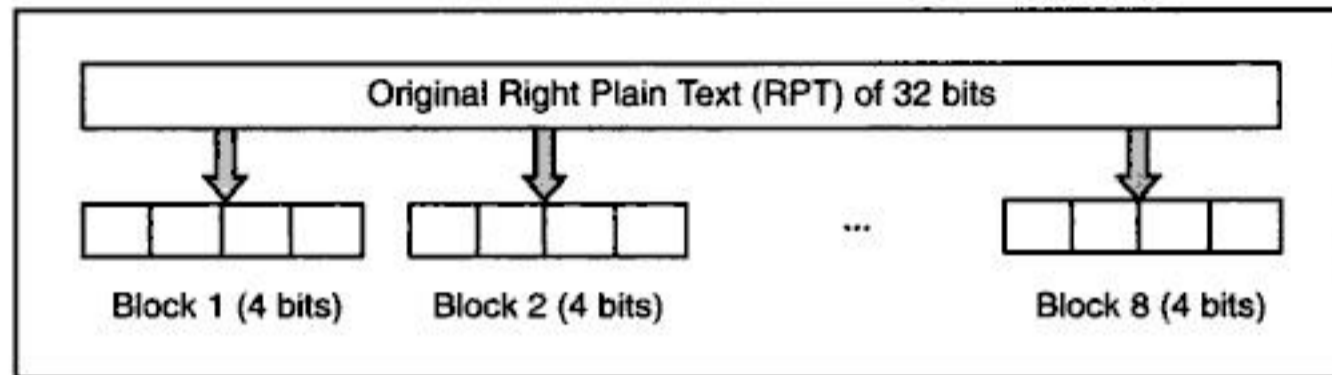 Original Right Plain Text (RPT) of 32 bits
...
Block 1 (4 bits) Block 2 (4 bits) Block 8 (4 bits)